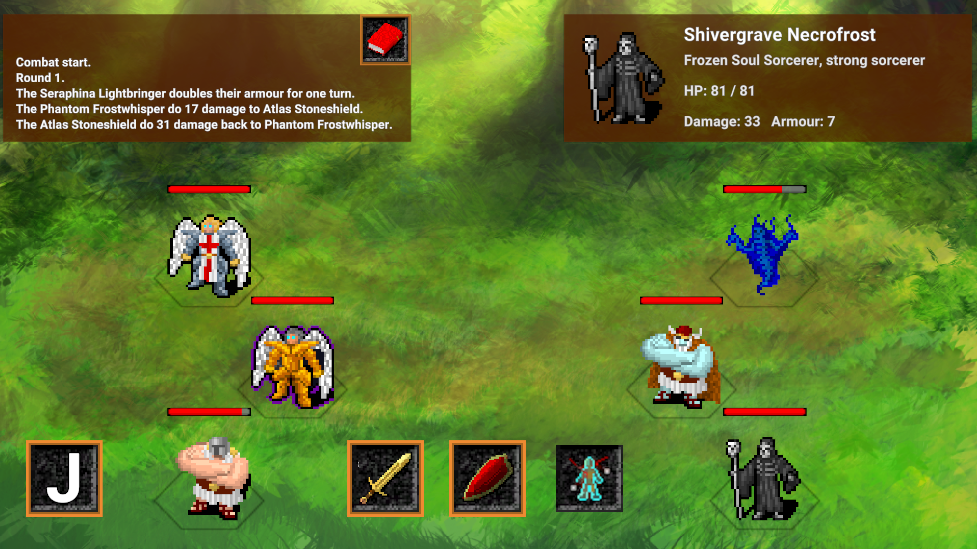 Combat start.
Round 1.
The Seraphina Lightbringer doubles their armour for one turn.
The Phantom Frostwhisper do 17 damage to Atlas Stoneshield.
The Atlas Stoneshield do 31 damage back to Phantom Frostwhisper.
Shivergrave Necrofrost
Frozen Soul Sorcerer, strong sorcerer
HP: 81 / 81
Damage: 33 Armour: 7
J